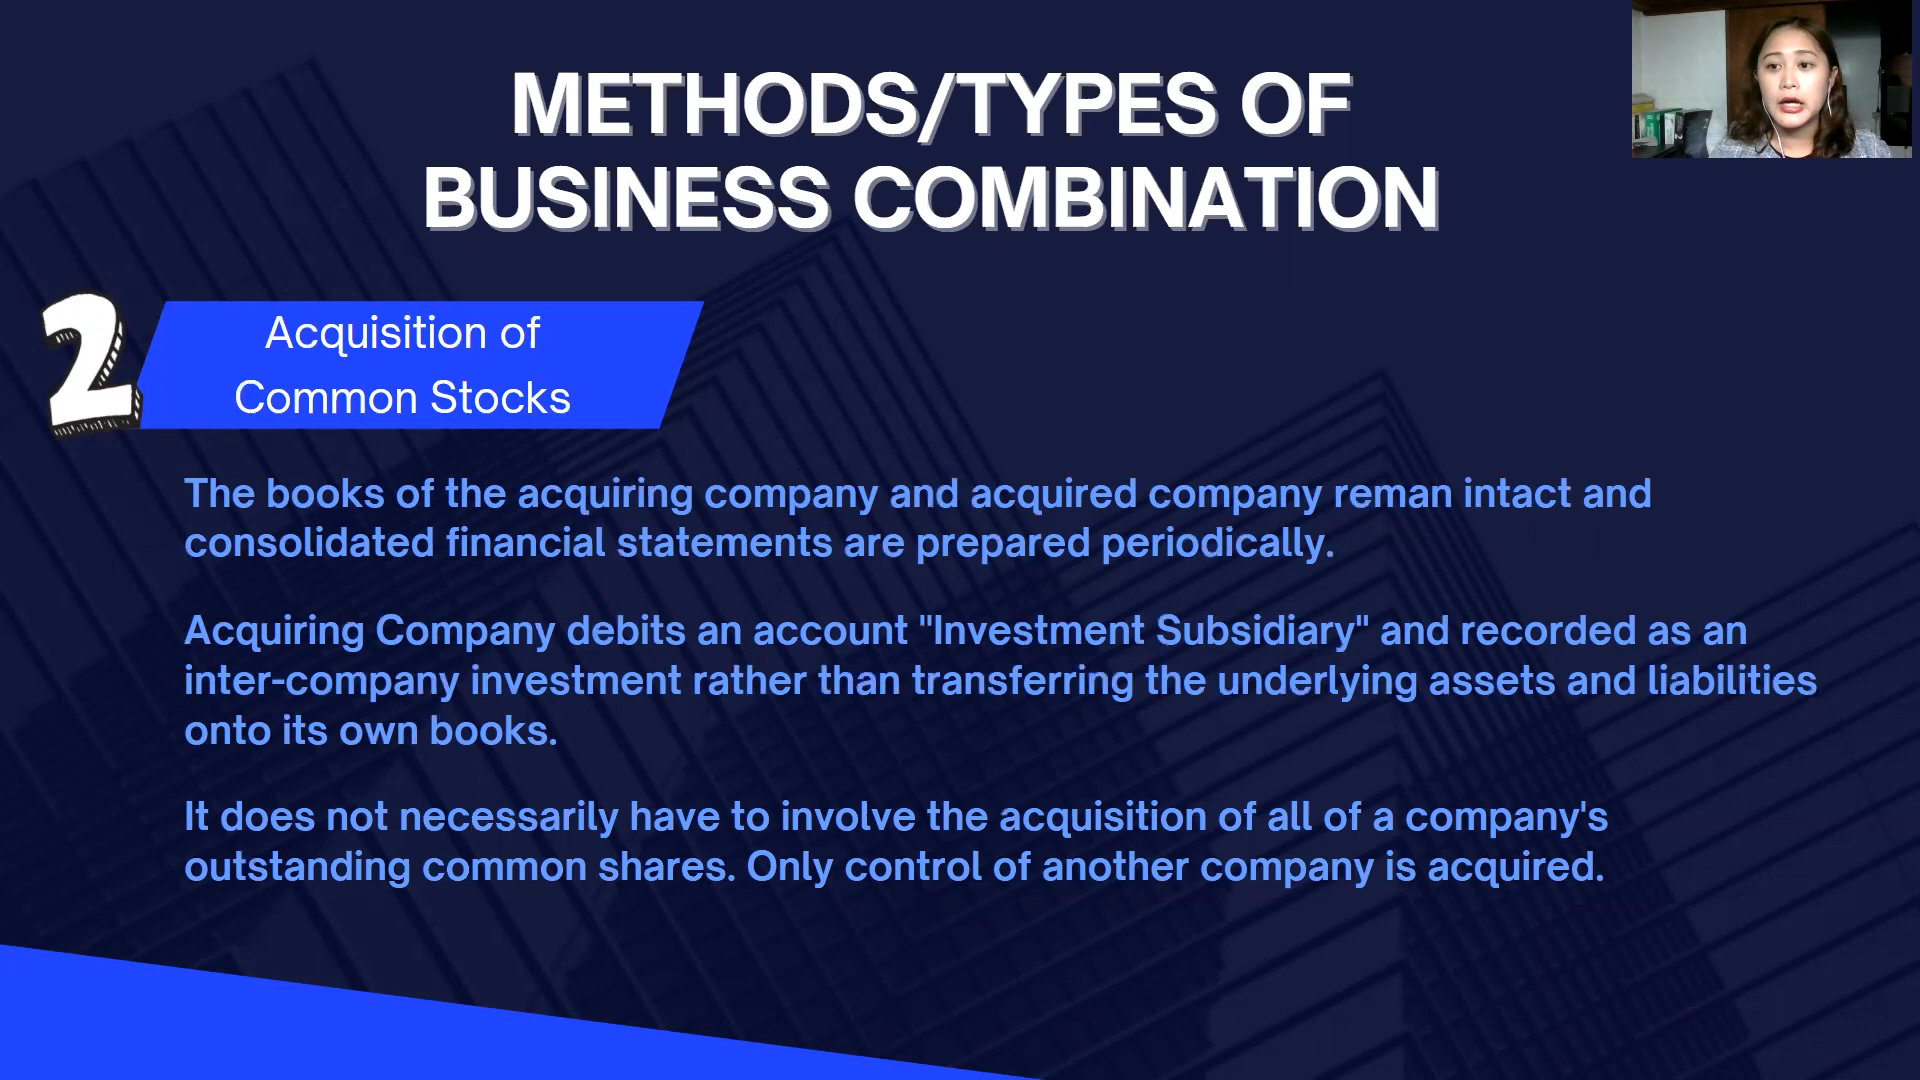 METHODS/TYPES OF
BUSINESS COMBINATION
2
Acquisition of
Common Stocks
The books of the acquiring company and acquired company reman intact and
consolidated financial statements are prepared periodically.
Acquiring Company debits an account "Investment Subsidiary" and recorded as an
inter-company investment rather than transferring the underlying assets and liabilities
onto its own books.
It does not necessarily have to involve the acquisition of all of a company's
outstanding common shares. Only control of another company is acquired.